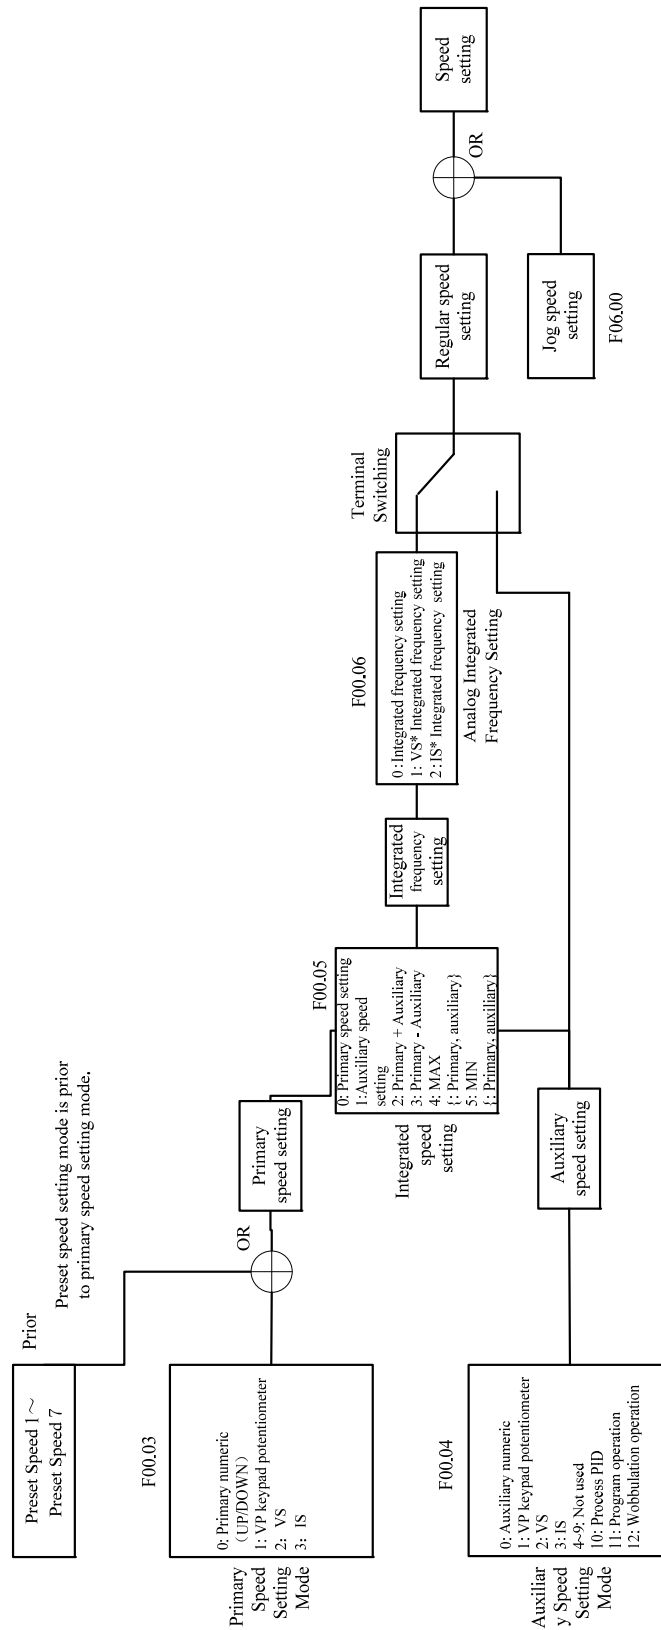 Preset Speed 1～
Preset Speed 7
Prior
Preset speed setting mode is prior
to primary speed setting mode.
F00.03
Primary
Speed
Setting
Mode
0: Primary numeric
（UP/DOWN）
1: VP keypad potentiometer
2: VS
3: IS
OR
Primary
speed setting
F00.04
Auxiliar
y Speed
Setting
Mode
0: Auxiliary numeric
1: VP keypad potentiometer
2: VS
3:IS
4~9: Not used
10: Process PID
11: Program operation
12: Wobbulation operation
Auxiliary
speed setting
F00.05
0: Primary speed setting
1:Auxiliary speed
setting
2: Primary + Auxiliary
3: Primary - Auxiliary
4: MAX
{: Primary, auxiliary}
5: MIN
{: Primary, auxiliary}
Integrated
speed
setting
Integrated
frequency
setting
F00.06
0:Integrated frequency setting
1: VS* Integrated frequency setting
2:IS* Integrated frequency setting
Analog Integrated
Frequency Setting
Terminal
Switching
Regular speed
setting
Jog speed
setting
F06.00
OR
Speed
setting